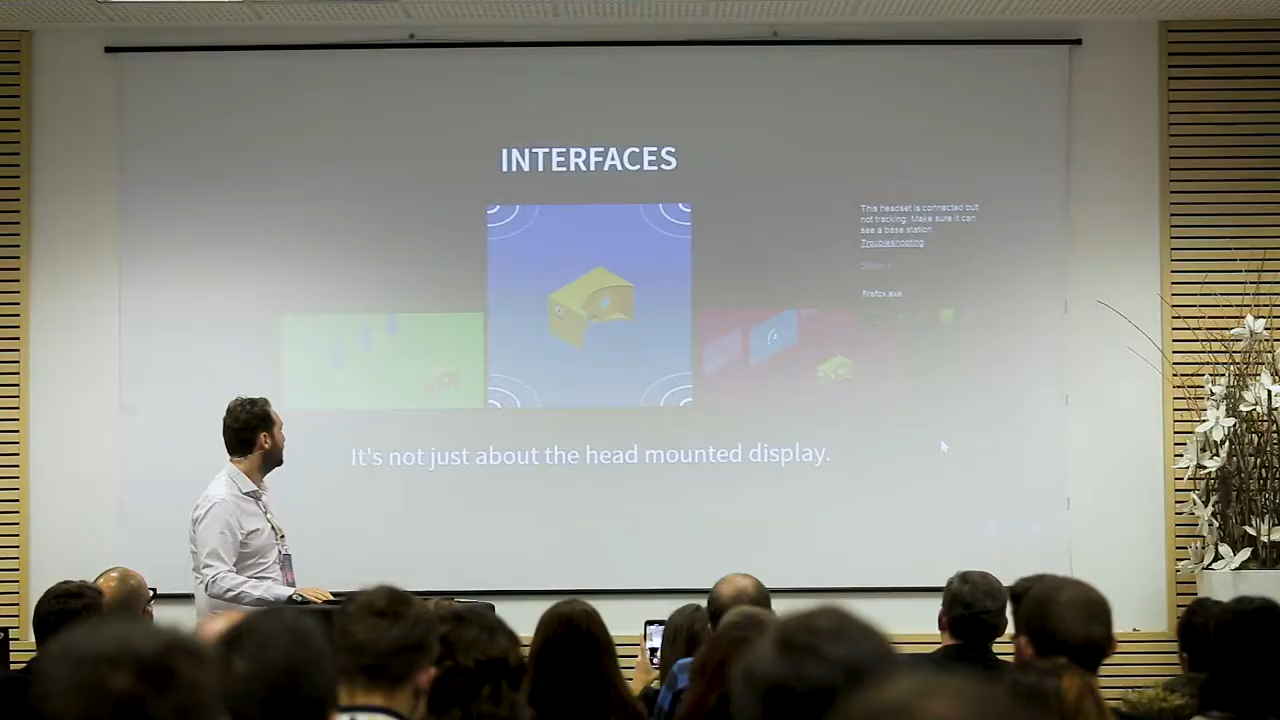 INTERFACES
This headset is connected but
not tracking. Make sure it can
see a base station
Troubleshooting
firefox.exe
It's not just about the head mounted display.